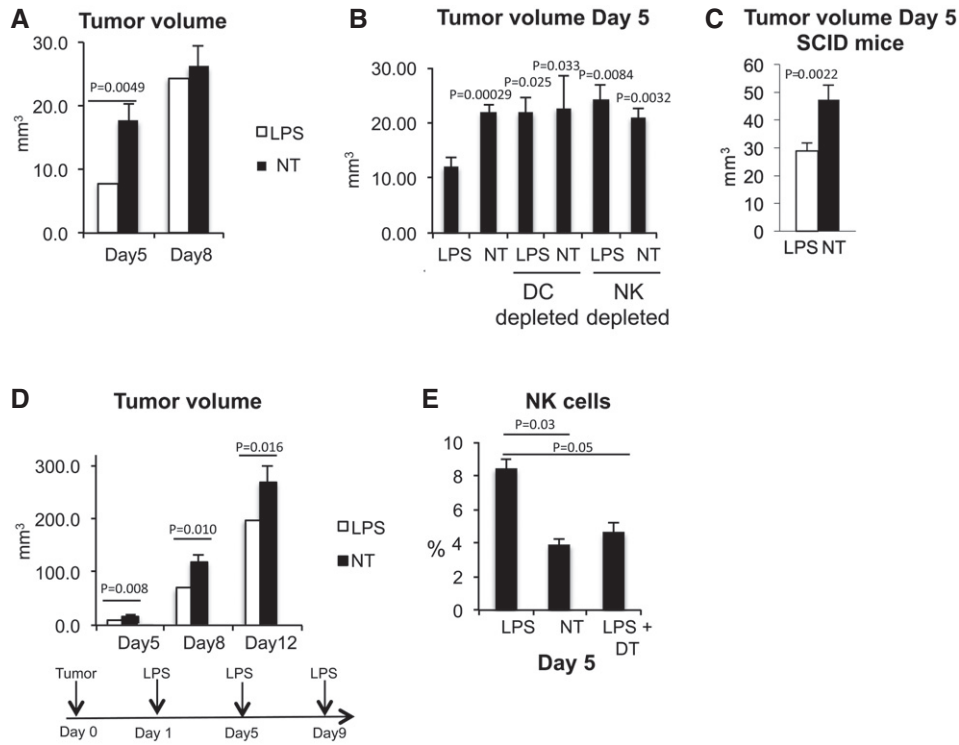 A
Tumor volume
30.0
20.0
10.0
0.0
mm³
P=0.0049
Day5 Day8
LPS
NT
B
Tumor volume Day 5
30.00
20.00
10.00
0.00
mm³
P=0.00029
P=0.025
P=0.033
P=0.0084
P=0.0032
LPS NT LPS NT LPS NT
DC NK
depleted depleted
C
Tumor volume Day 5
SCID mice
60
50
40
30
20
10
0
mm³
P=0.0022
LPS NT
D
Tumor volume
300.0
200.0
100.0
0.0
mm³
P=0.008
P=0.010
P=0.016
Day5 Day8 Day12
LPS
NT
Tumor LPS LPS LPS
Day 0 Day 1 Day5 Day9
E
NK cells
P=0.03
P=0.05
10
8
6
4
2
0
%
LPS NT LPS +
DT
Day 5